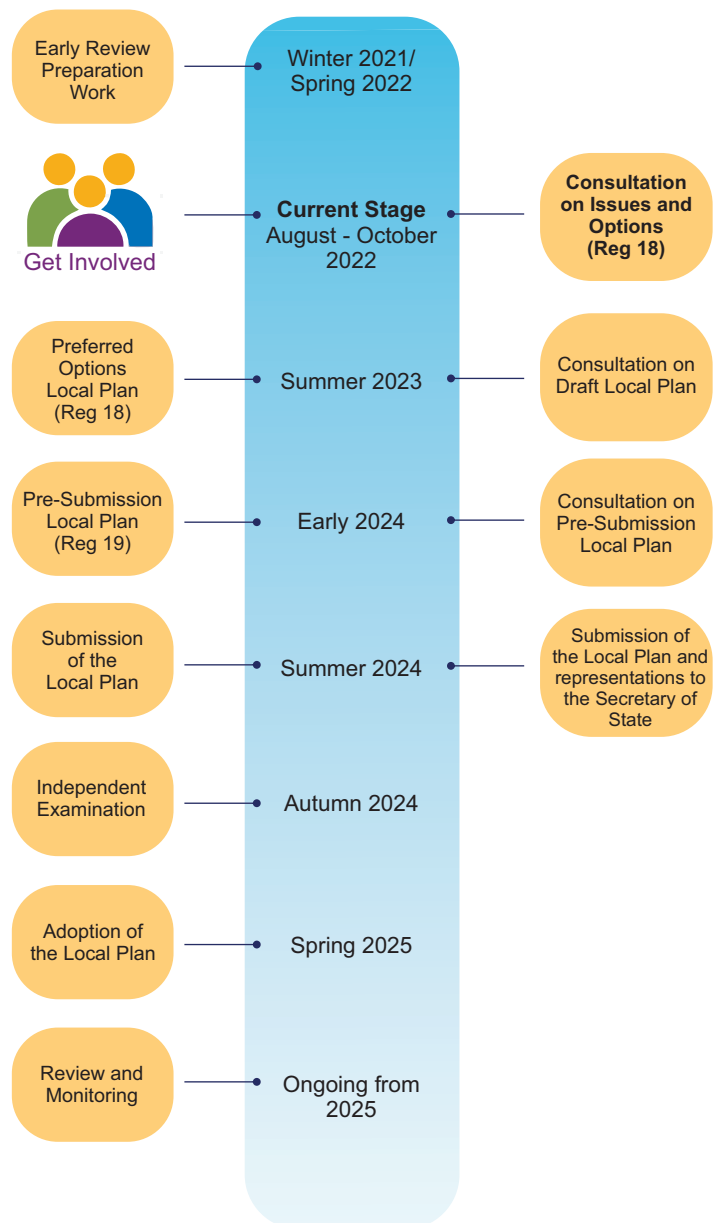 Early Review
Preparation
Work
Winter 2021/
Spring 2022
Get Involved
Current Stage
August - October
2022
Consultation
on Issues and
Options
(Reg 18)
Preferred
Options
Local Plan
(Reg 18)
Summer 2023
Consultation on
Draft Local Plan
Pre-Submission
Local Plan
(Reg 19)
Early 2024
Consultation on
Pre-Submission
Local Plan
Submission
of the
Local Plan
Summer 2024
Submission of
the Local Plan and
representations to
the Secretary of
State
Independent
Examination
Autumn 2024
Adoption of
the Local Plan
Spring 2025
Review and
Monitoring
Ongoing from
2025